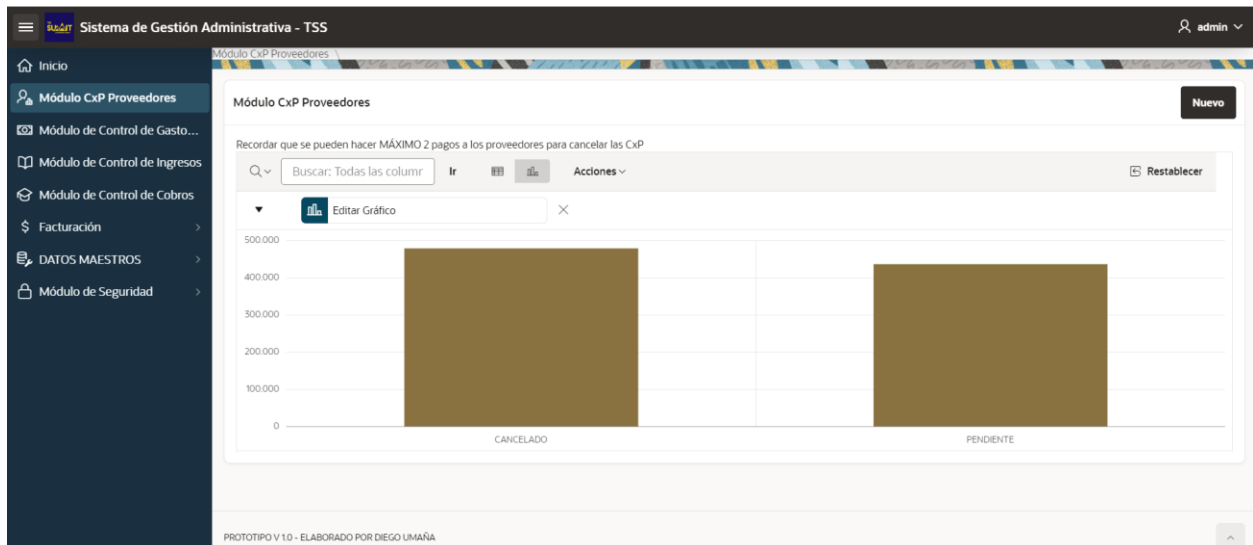 Sistema de Gestión Administrativa - TSS
admin
Inicio
Módulo CxP Proveedores
Módulo de Control de Gasto...
Módulo de Control de Ingresos
Módulo de Control de Cobros
Facturación
DATOS MAESTROS
Módulo de Seguridad
Módulo CxP Proveedores \
Módulo CxP Proveedores
Nuevo
Recordar que se pueden hacer MÁXIMO 2 pagos a los proveedores para cancelar las CxP
Buscar: Todas las columr
Ir
Acciones
Restablecer
Editar Gráfico
500.000
400.000
300.000
200.000
100.000
0
CANCELADO
PENDIENTE
PROTOTIPO V 1.0 - ELABORADO POR DIEGO UMAÑA